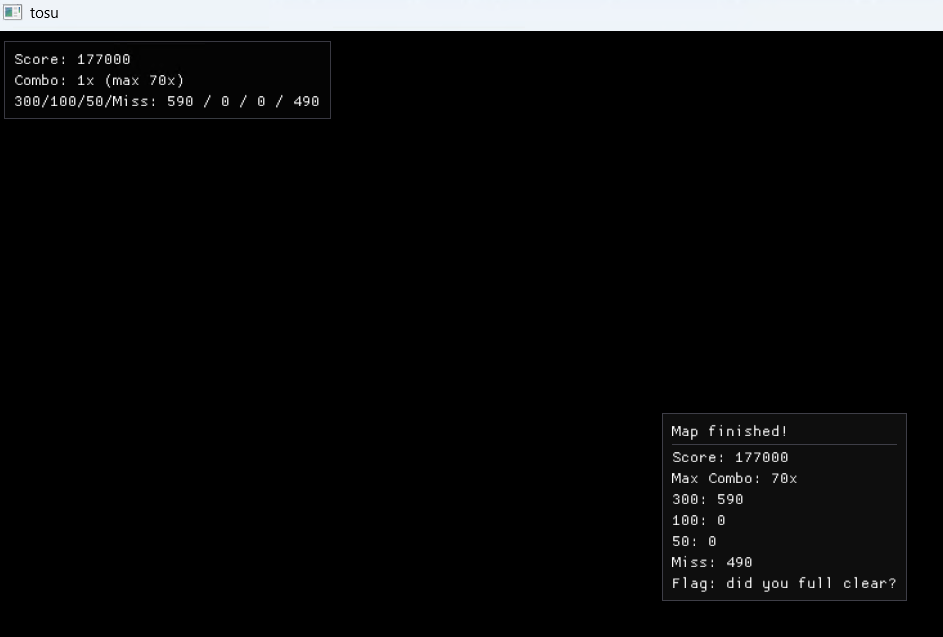 tosu
Score: 177000
Combo: 1x (max 70x)
300/100/50/Miss: 590 / 0 / 0 / 490
Map finished!
Score: 177000
Max Combo: 70x
300: 590
100: 0
50: 0
Miss: 490
Flag: did you full clear?